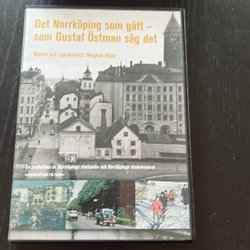 Det Norrköping som gått –
som Gustaf Östman såg det
Manus och speakerröst: Magnus Höjer
En produktion av Norrköpings stadsarkiv och Norrköpings stadsmuseum